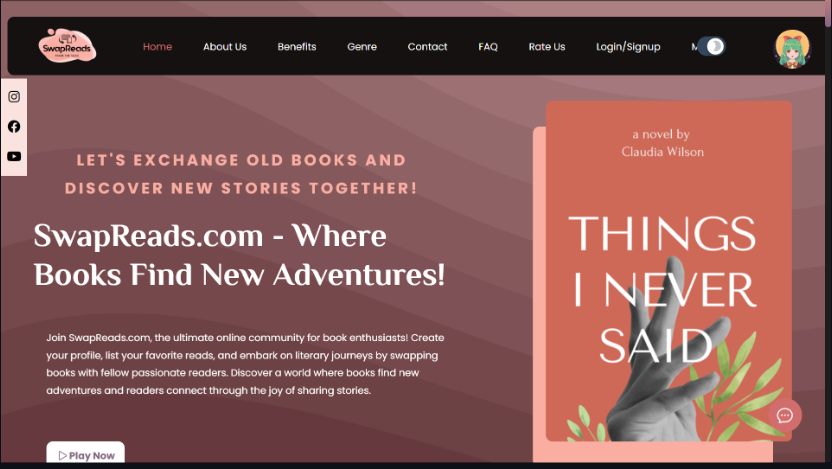 SwapReads
Home
About Us
Benefits
Genre
Contact
FAQ
Rate Us
Login/Signup
LET'S EXCHANGE OLD BOOKS AND
DISCOVER NEW STORIES TOGETHER!
SwapReads.com - Where
Books Find New Adventures!
Join SwapReads.com, the ultimate online community for book enthusiasts! Create
your profile, list your favorite reads, and embark on literary journeys by swapping
books with fellow passionate readers. Discover a world where books find new
adventures and readers connect through the joy of sharing stories.
Play Now
a novel by
Claudia Wilson
THINGS
I NEVER
SAID